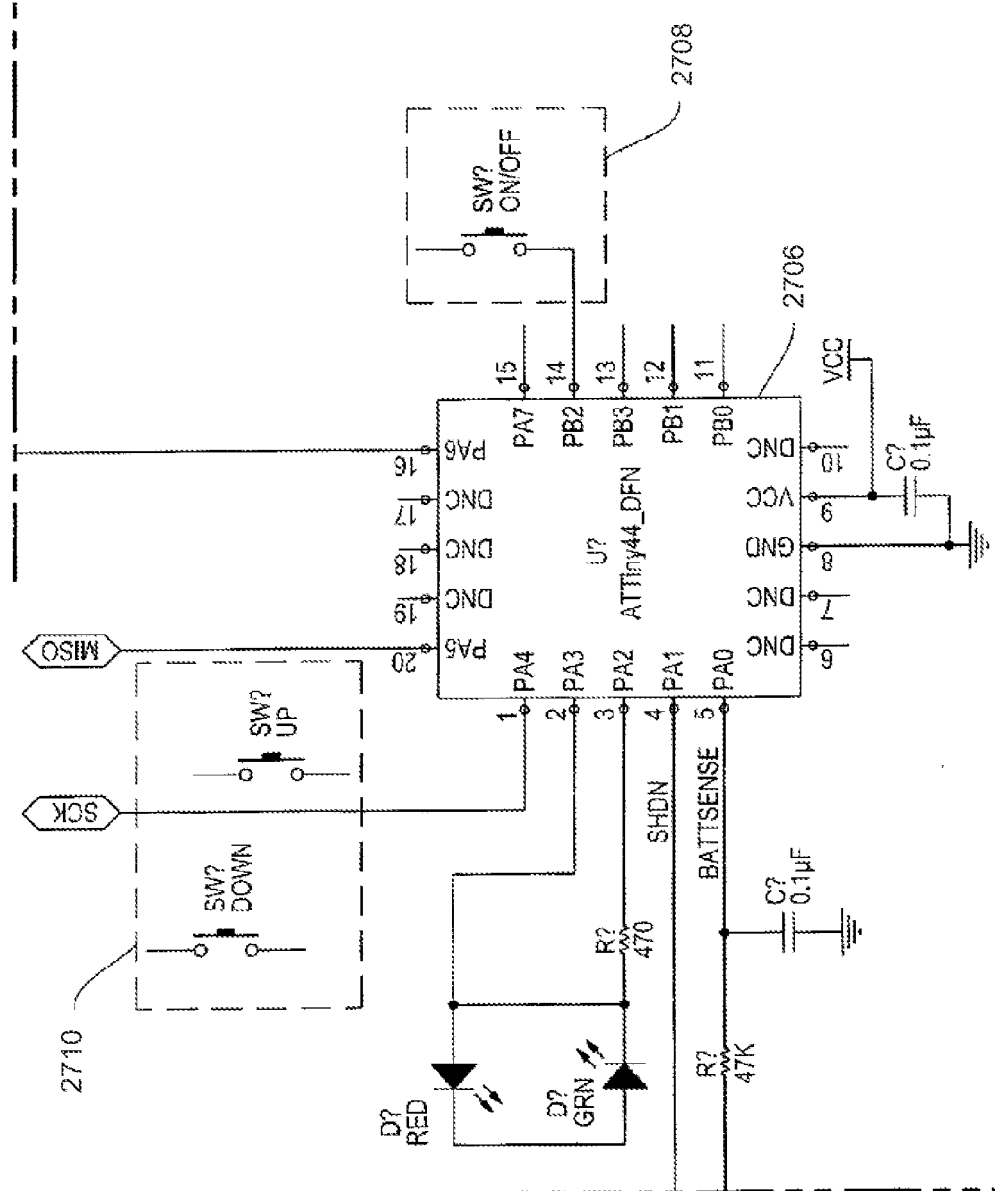 2708
SW?
ON/OFF
2706
VCC
C?
0.1µF
15
14
13
12
11
PA7
PB2
PB3
PB1
PB0
16
17
18
19
20
PA6
DNC
DNC
DNC
PA5
U?
ATTiny44_DFN
DNC
VCC
GND
DNC
DNC
10
9
8
7
6
PA4
PA3
PA2
PA1
PA0
1
2
3
4
5
MISO
SCK
SW?
UP
SW?
DOWN
2710
SHDN
BATTSENSE
C?
0.1µF
R?
470
R?
47K
D?
RED
D?
GRN